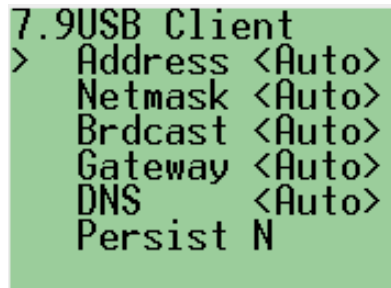 7.9USB Client
>  Address <Auto>
   Netmask <Auto>
   Brdcast <Auto>
   Gateway <Auto>
   DNS     <Auto>
   Persist N